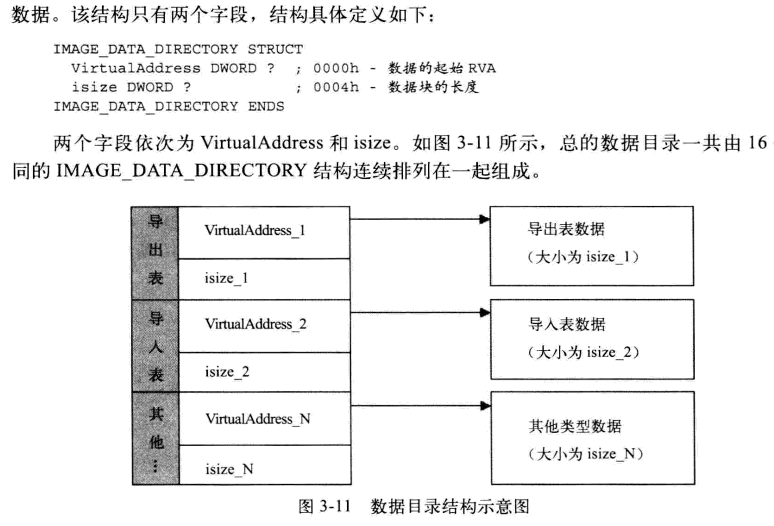 数据。该结构只有两个字段，结构具体定义如下：
IMAGE_DATA_DIRECTORY STRUCT
VirtualAddress DWORD ? ; 0000h - 数据的起始 RVA
isize DWORD ? ; 0004h - 数据块的长度
IMAGE_DATA_DIRECTORY ENDS
两个字段依次为 VirtualAddress 和 isize。如图 3-11 所示，总的数据目录一共由 16
同的 IMAGE_DATA_DIRECTORY 结构连续排列在一起组成。
导出表
VirtualAddress_1
isize_1
导出表数据
（大小为 isize_1）
导入表
VirtualAddress_2
isize_2
导入表数据
（大小为 isize_2）
其他…
VirtualAddress_N
isize_N
其他类型数据
（大小为 isize_N）
图 3-11 数据目录结构示意图